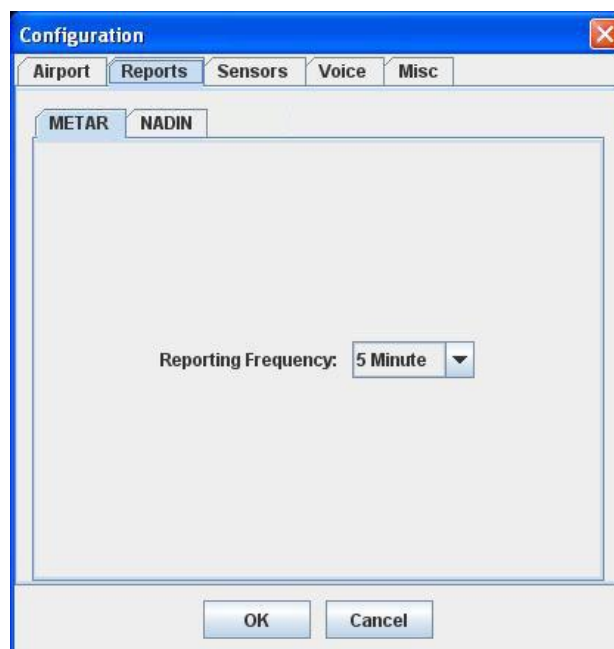 Configuration
Airport Reports Sensors Voice Misc
METAR NADIN
Reporting Frequency: 5 Minute
OK Cancel